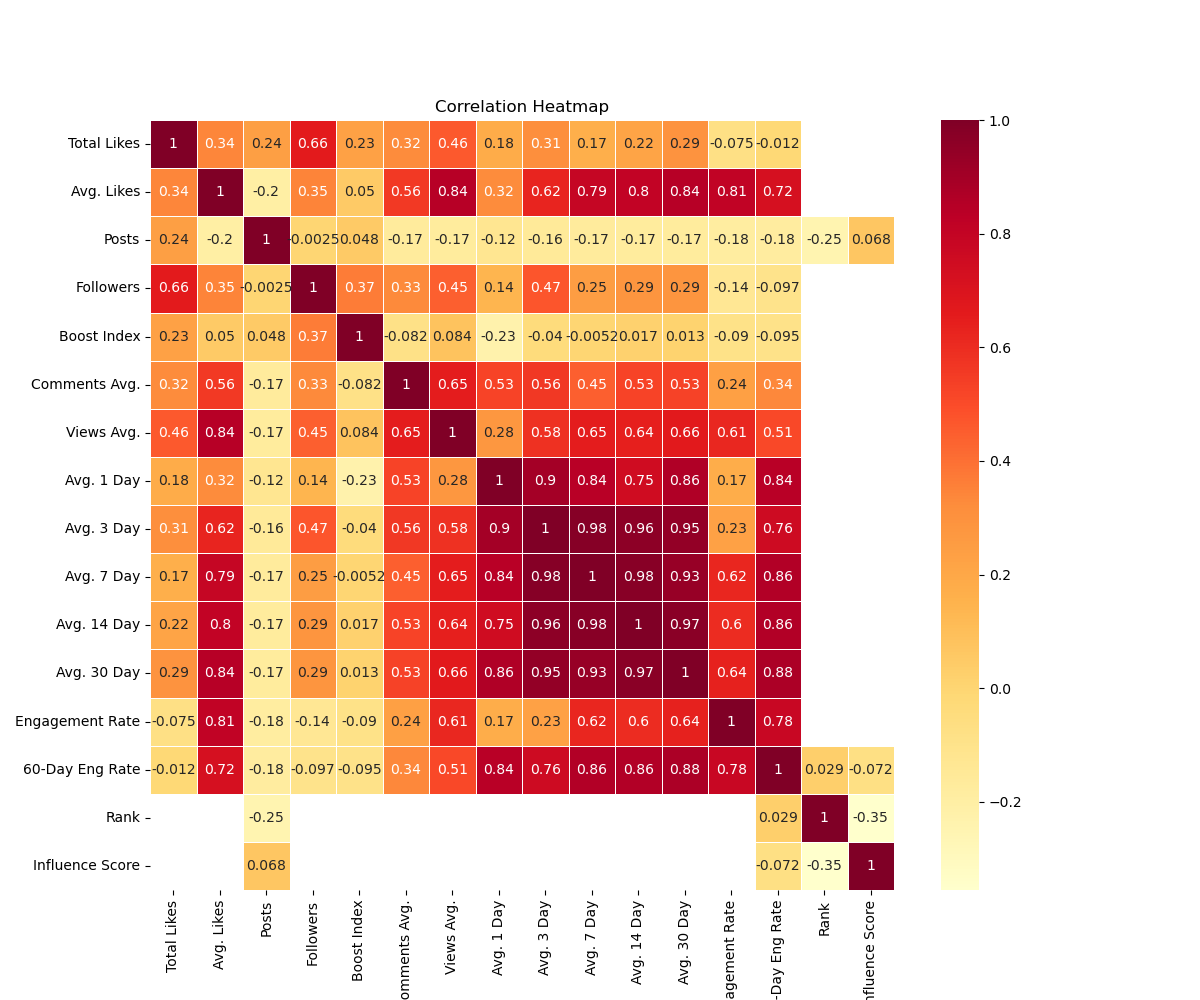 Correlation Heatmap
Total Likes 1 0.34 0.24 0.66 0.23 0.32 0.46 0.18 0.31 0.17 0.22 0.29 -0.075 -0.012
Avg. Likes 0.34 1 -0.2 0.35 0.05 0.56 0.84 0.32 0.62 0.79 0.8 0.84 0.81 0.72
Posts 0.24 -0.2 1 -0.0025 0.048 -0.17 -0.17 -0.12 -0.16 -0.17 -0.17 -0.17 -0.18 -0.18 -0.25 0.068
Followers 0.66 0.35 -0.0025 1 0.37 0.33 0.45 0.14 0.47 0.25 0.29 0.29 -0.14 -0.097
Boost Index 0.23 0.05 0.048 0.37 1 -0.082 0.084 -0.23 -0.04 -0.0052 0.017 0.013 -0.09 -0.095
Comments Avg. 0.32 0.56 -0.17 0.33 -0.082 1 0.65 0.53 0.56 0.45 0.53 0.53 0.24 0.34
Views Avg. 0.46 0.84 -0.17 0.45 0.084 0.65 1 0.28 0.58 0.65 0.64 0.66 0.61 0.51
Avg. 1 Day 0.18 0.32 -0.12 0.14 -0.23 0.53 0.28 1 0.9 0.84 0.75 0.86 0.17 0.84
Avg. 3 Day 0.31 0.62 -0.16 0.47 -0.04 0.56 0.58 0.9 1 0.98 0.96 0.95 0.23 0.76
Avg. 7 Day 0.17 0.79 -0.17 0.25 -0.0052 0.45 0.65 0.84 0.98 1 0.98 0.93 0.62 0.86
Avg. 14 Day 0.22 0.8 -0.17 0.29 0.017 0.53 0.64 0.75 0.96 0.98 1 0.97 0.6 0.86
Avg. 30 Day 0.29 0.84 -0.17 0.29 0.013 0.53 0.66 0.86 0.95 0.93 0.97 1 0.64 0.88
Engagement Rate -0.075 0.81 -0.18 -0.14 -0.09 0.24 0.61 0.17 0.23 0.62 0.6 0.64 1 0.78
60-Day Eng Rate -0.012 0.72 -0.18 -0.097 -0.095 0.34 0.51 0.84 0.76 0.86 0.86 0.88 0.78 1 0.029 -0.072
Rank -0.25 0.029 1 -0.35
Influence Score 0.068 -0.072 -0.35 1
Total Likes
Avg. Likes
Posts
Followers
Boost Index
omments Avg.
Views Avg.
Avg. 1 Day
Avg. 3 Day
Avg. 7 Day
Avg. 14 Day
Avg. 30 Day
agement Rate
-Day Eng Rate
Rank
nfluence Score
1.0
0.8
0.6
0.4
0.2
0.0
−0.2